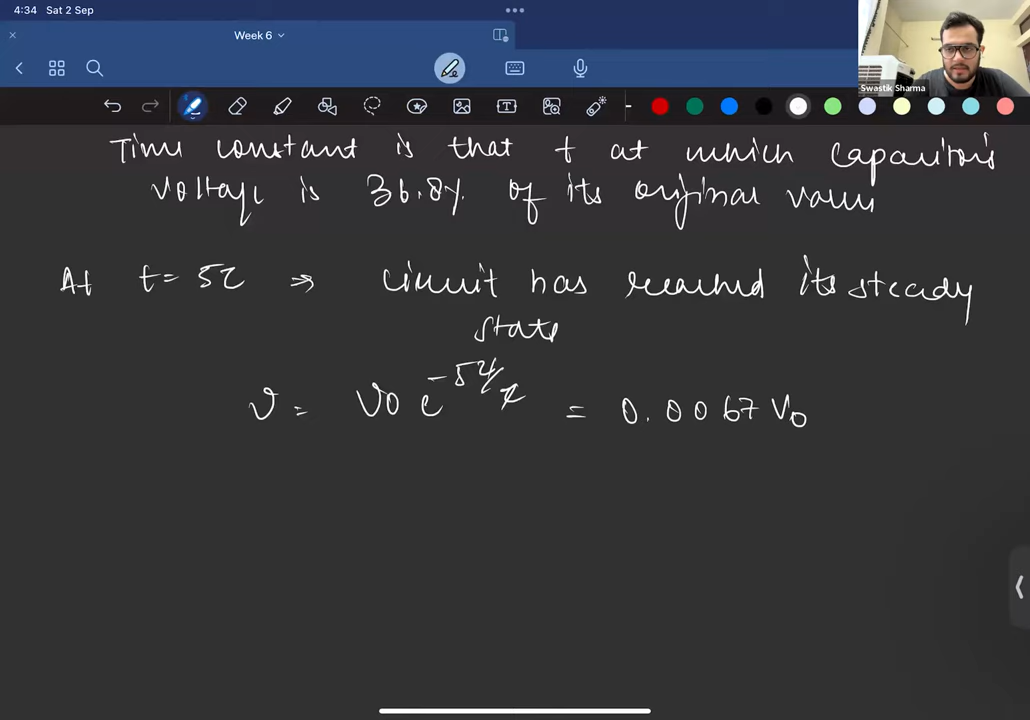 4:34 Sat 2 Sep
Week 6
Swastik Sharma
Time constant is that t at which capacitor's
voltage is 36.8% of its original value
At t = 5τ ⇒ circuit has reached its steady
state
v = V0 e^-5τ/τ = 0.0067 V0